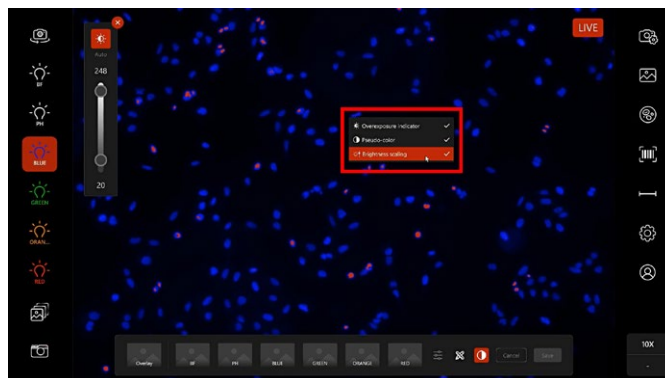 LIVE
Auto
248
20
BF
PH
BLUE
GREEN
ORAN...
RED
Overexposure indicator
Pseudo-color
Brightness scaling
Overlay
BF
PH
BLUE
GREEN
ORANGE
RED
Cancel
Save
10X